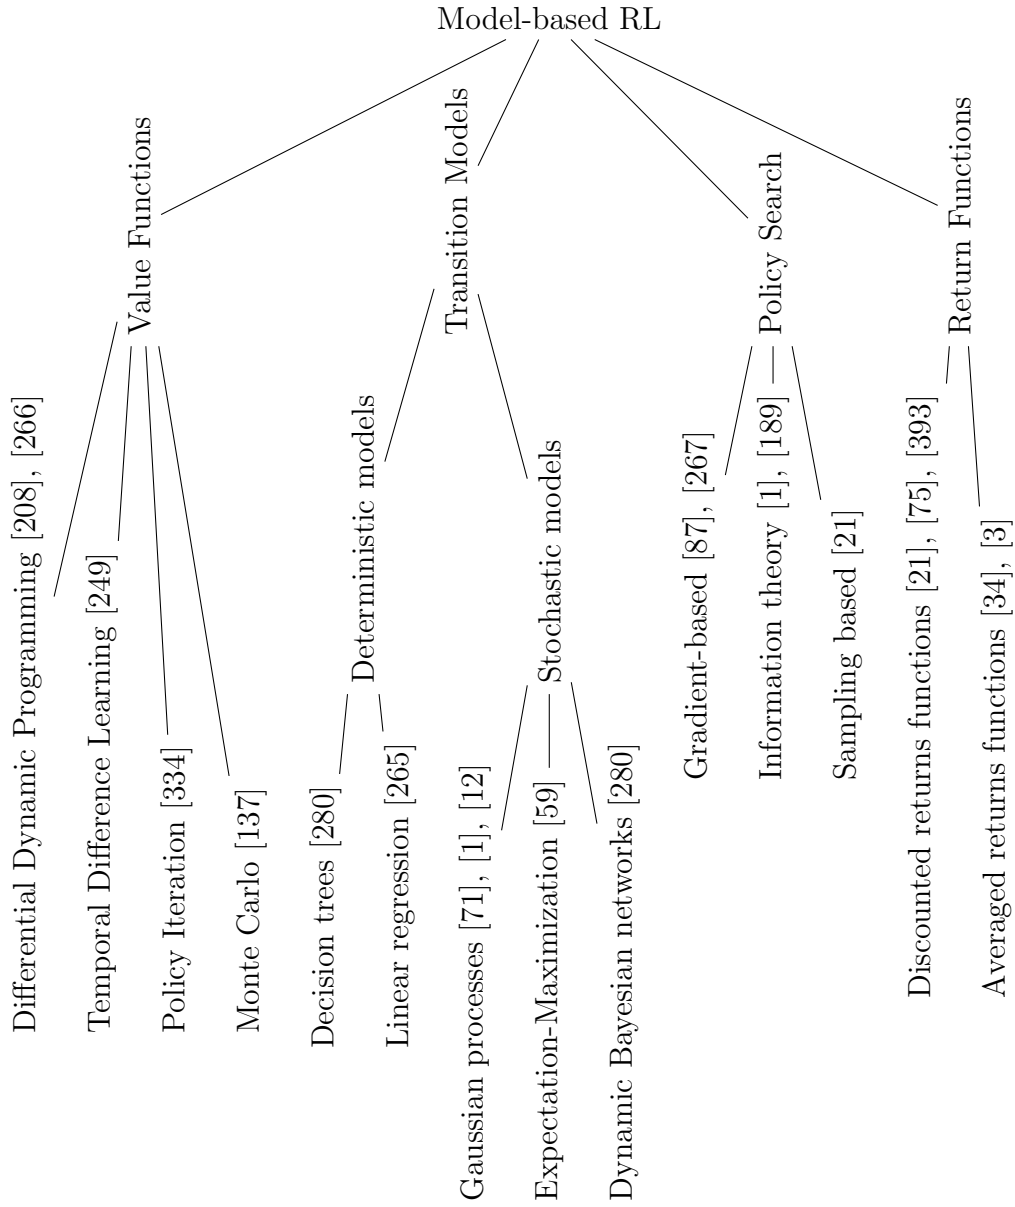 Model-based RL
Value Functions
Differential Dynamic Programming [208], [266]
Temporal Difference Learning [249]
Policy Iteration [334]
Monte Carlo [137]
Transition Models
Deterministic models
Decision trees [280]
Linear regression [265]
Stochastic models
Gaussian processes [71], [1], [12]
Expectation-Maximization [59]
Dynamic Bayesian networks [280]
Policy Search
Gradient-based [87], [267]
Information theory [1], [189]
Sampling based [21]
Return Functions
Discounted returns functions [21], [75], [393]
Averaged returns functions [34], [3]